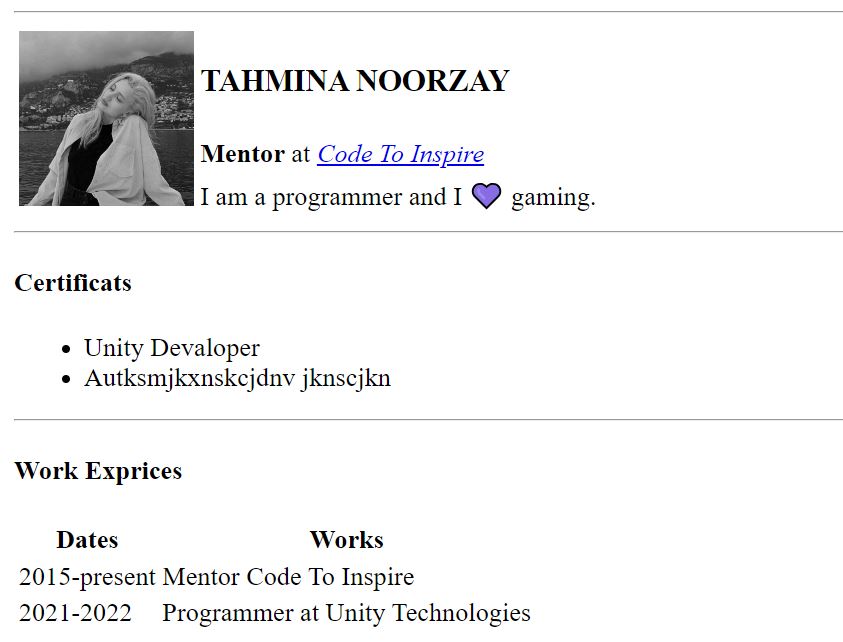 TAHMINA NOORZAY
Mentor at Code To Inspire
I am a programmer and I 💜 gaming.
Certificats
Unity Devaloper
Autksmjkxnskcjdnv jknscjkn
Work Exprices
Dates Works
2015-present Mentor Code To Inspire
2021-2022 Programmer at Unity Technologies